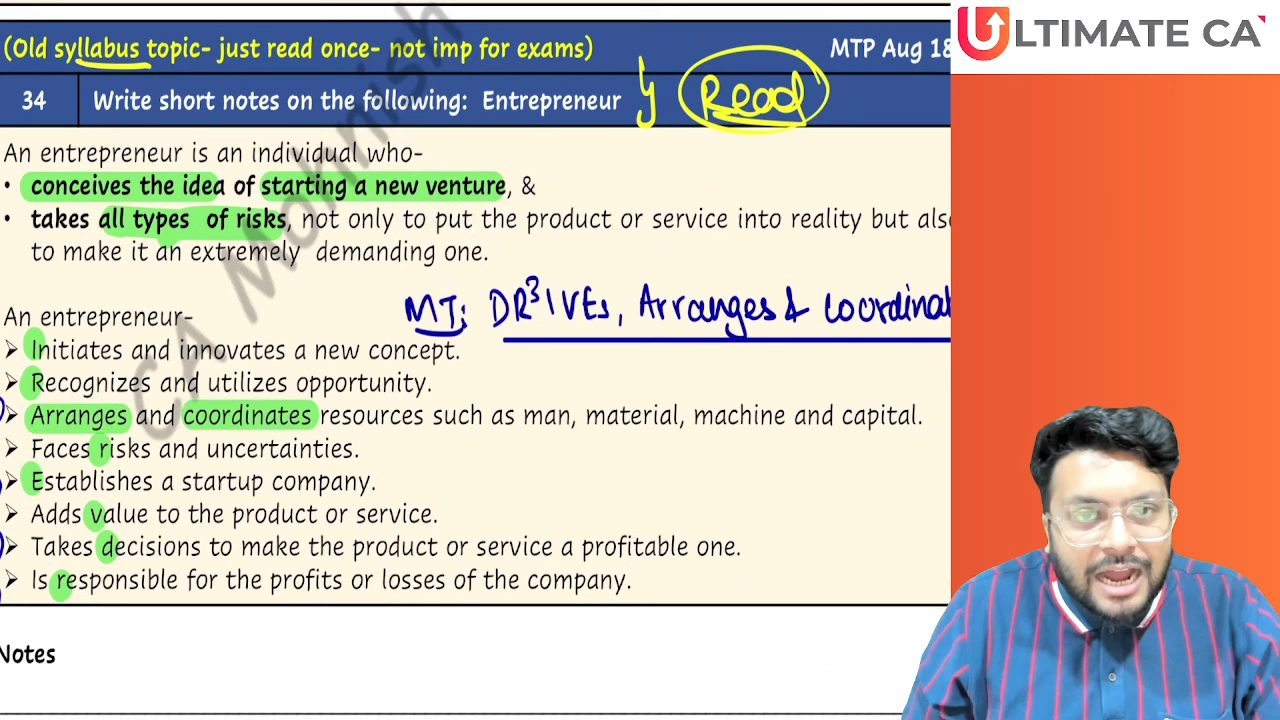 (Old syllabus topic- just read once- not imp for exams) MTP Aug 18
ULTIMATE CA
34 Write short notes on the following: Entrepreneur Read
An entrepreneur is an individual who-
• conceives the idea of starting a new venture, &
• takes all types of risks, not only to put the product or service into reality but also
to make it an extremely demanding one.
MT: DR³IVEs, Arranges & Coordinat
An entrepreneur-
➢ Initiates and innovates a new concept.
➢ Recognizes and utilizes opportunity.
➢ Arranges and coordinates resources such as man, material, machine and capital.
➢ Faces risks and uncertainties.
➢ Establishes a startup company.
➢ Adds value to the product or service.
➢ Takes decisions to make the product or service a profitable one.
➢ Is responsible for the profits or losses of the company.
Notes
CA Mohnish